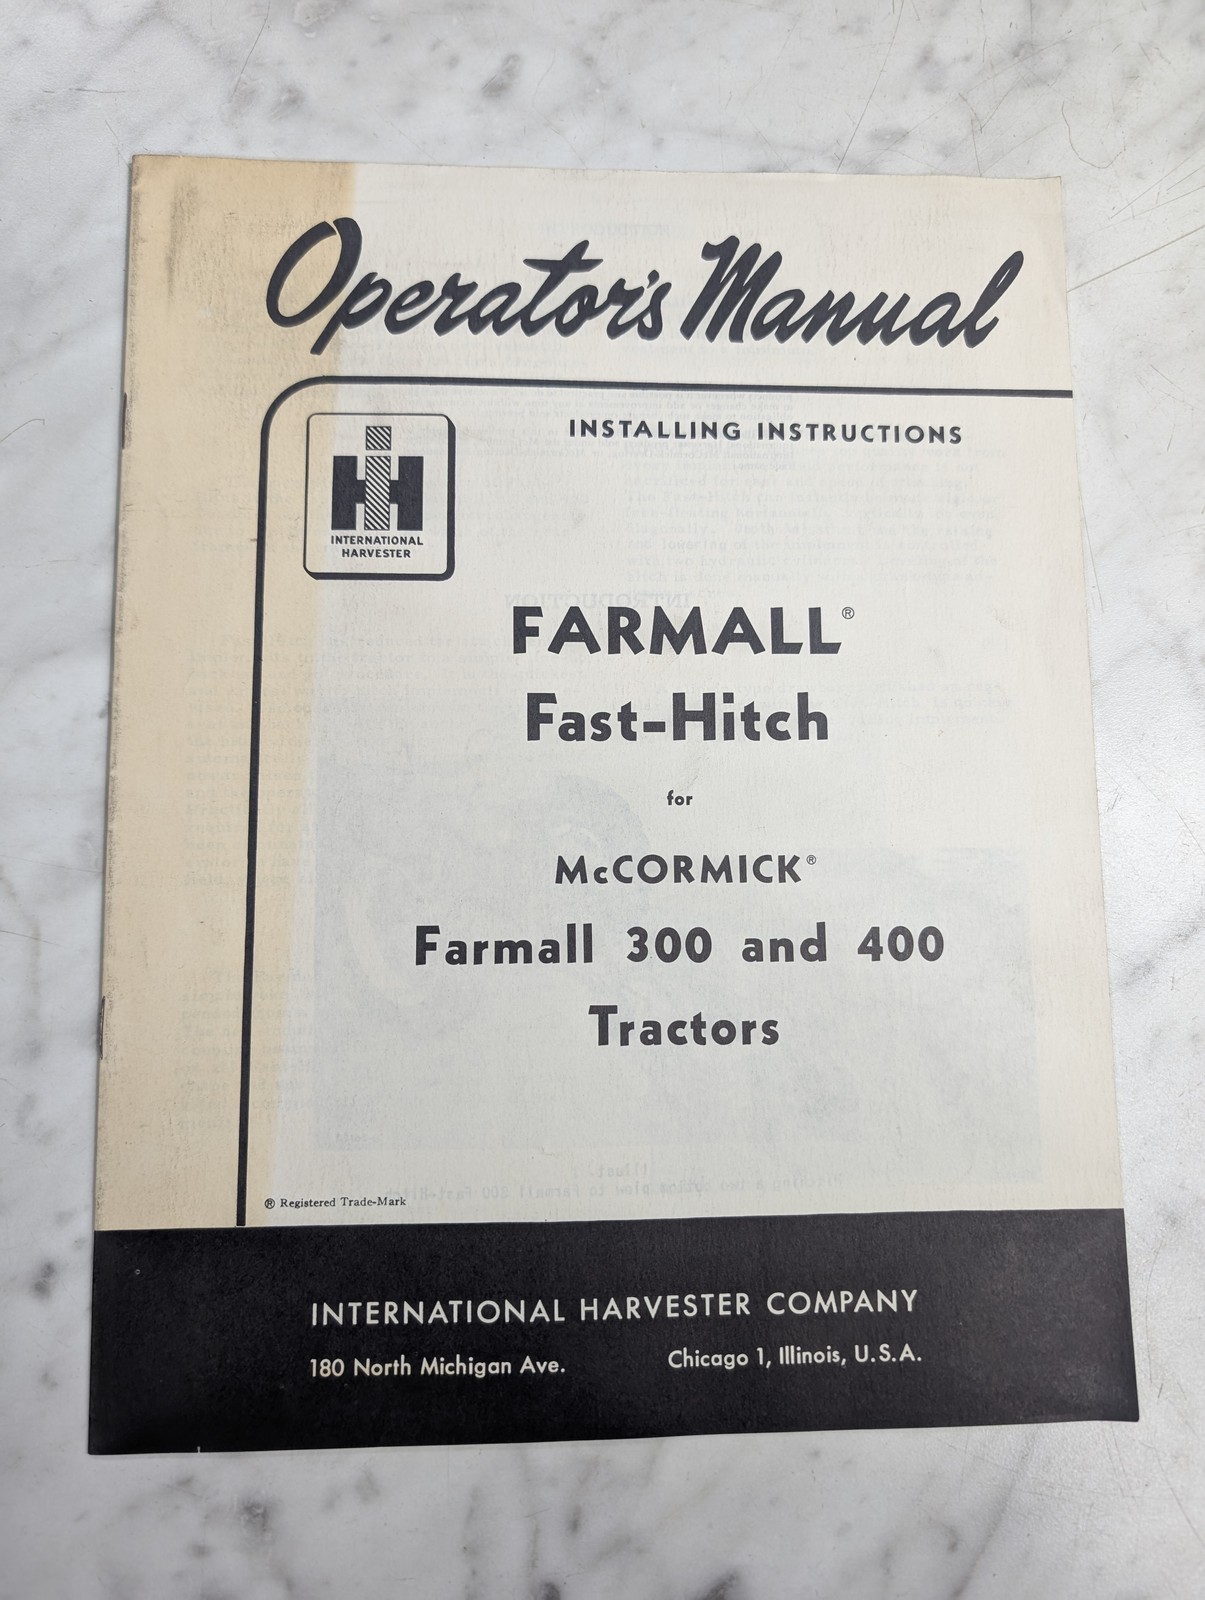 Operator's Manual
INSTALLING INSTRUCTIONS
IH
INTERNATIONAL
HARVESTER
FARMALL®
Fast-Hitch
for
McCORMICK®
Farmall 300 and 400
Tractors
® Registered Trade-Mark
INTERNATIONAL HARVESTER COMPANY
180 North Michigan Ave. Chicago 1, Illinois, U.S.A.